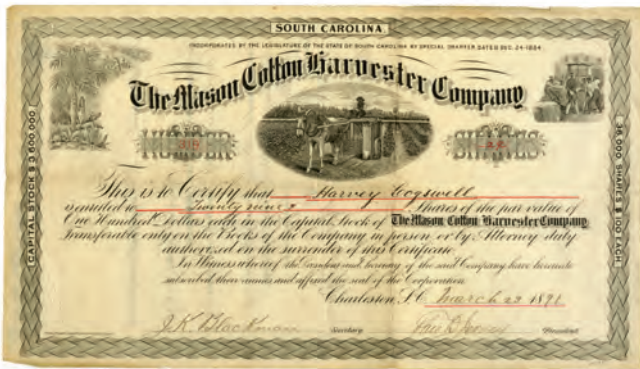 SOUTH CAROLINA
INCORPORATED BY THE LEGISLATURE OF THE STATE OF SOUTH CAROLINA BY SPECIAL CHARTER DATED DEC. 24 1884
The Mason Cotton Harvester Company
NUMBER
SHARES
CAPITAL STOCK $3600.000
36.000 SHARES $100 EACH
This is to Certify that Harvey Cogswell
is entitled to Twenty nine Shares of the par value of
One Hundred Dollars each in the Capital Stock of The Mason Cotton Harvester Company
transferable only on the Books of the Company in person or by Attorney duly
authorized on the surrender of this Certificate
In Witness whereof the President and Secretary of the said Company have hereunto
subscribed their names and affixed the seal of the Corporation
Charleston S.C. March 23 1891
J.K. Blackman Secretary President